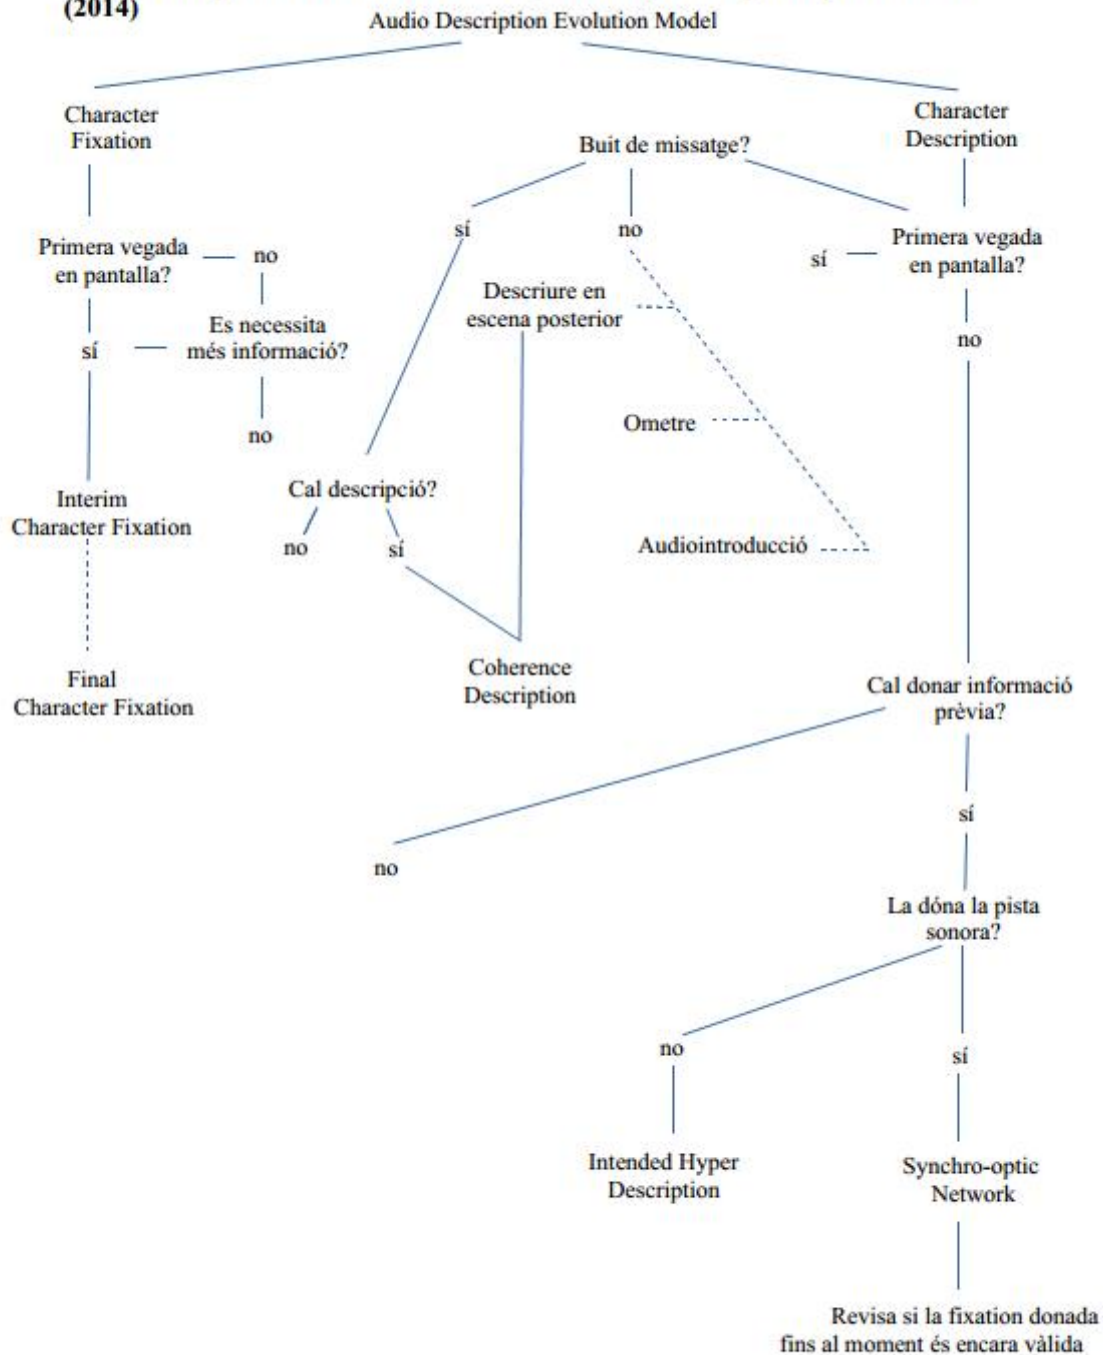 (2014)
Audio Description Evolution Model
Character
Fixation
Character
Description
Buit de missatge?
Primera vegada
en pantalla?
no
sí
no
sí
Primera vegada
en pantalla?
Descriure en
escena posterior
Es necessita
més informació?
sí
no
Ometre
no
Cal descripció?
Interim
Character Fixation
no
sí
Audiointroducció
Coherence
Description
Final
Character Fixation
Cal donar informació
prèvia?
sí
no
La dóna la pista
sonora?
no
sí
Intended Hyper
Description
Synchro-optic
Network
Revisa si la fixation donada
fins al moment és encara vàlida